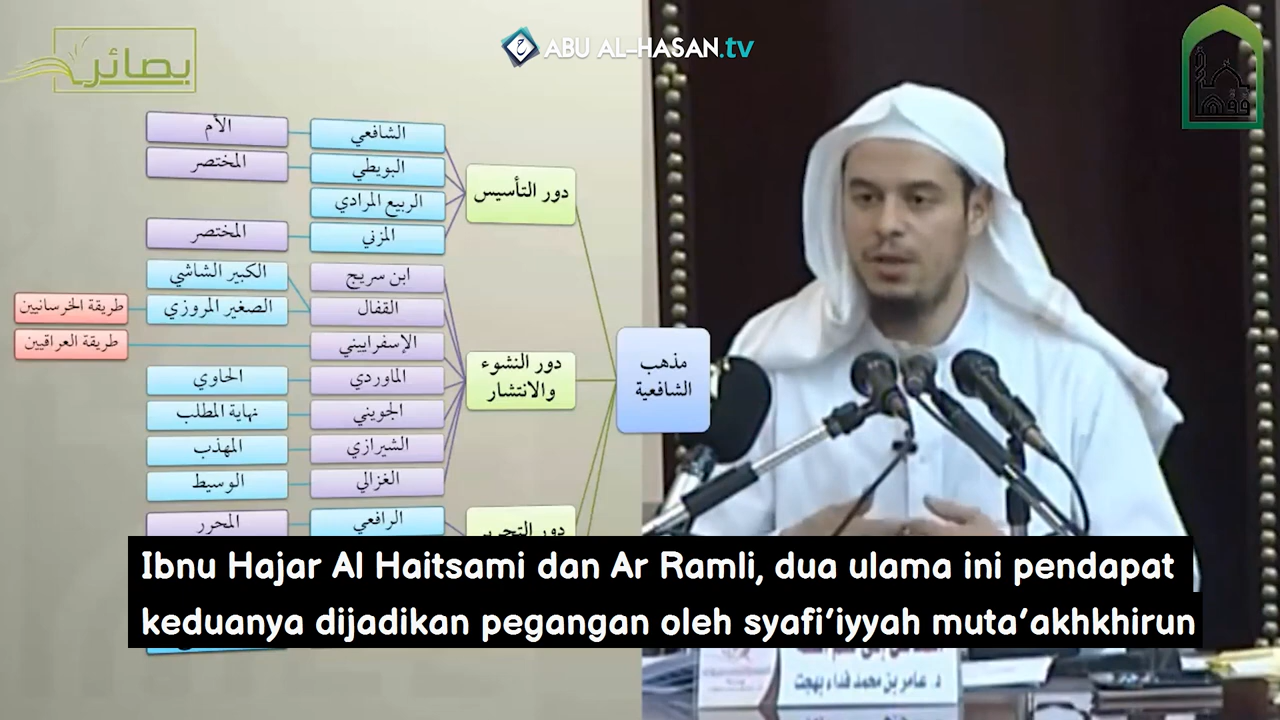 بصائر
ABU AL-HASAN.tv
فقهاء
مذهب
الشافعية
دور التأسيس
الشافعي
الأم
البويطي
المختصر
الربيع المرادي
المزني
المختصر
دور النشوء
والانتشار
ابن سريج
القفال
الكبير الشاشي
الصغير المروزي
طريقة الخرسانيين
الإسفراييني
طريقة العراقيين
الماوردي
الحاوي
الجويني
نهاية المطلب
الشيرازي
المهذب
الغزالي
الوسيط
الرافعي
المحرر
Ibnu Hajar Al Haitsami dan Ar Ramli, dua ulama ini pendapat
keduanya dijadikan pegangan oleh syafi’iyyah muta’akhkhirun
د. عامر بن محمد فداء بهجت